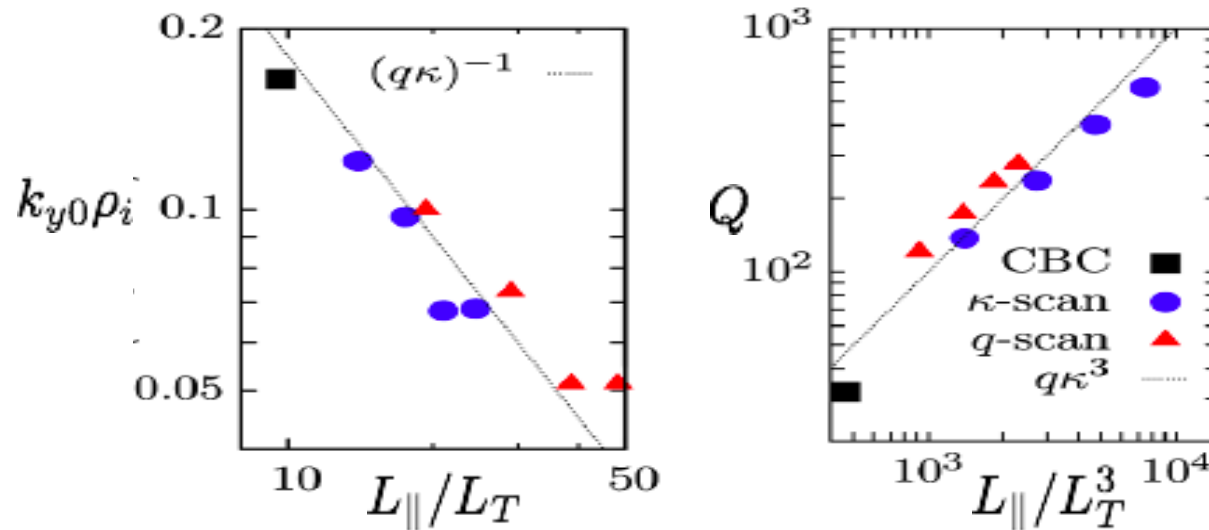 0.2
0.1
0.05
k_{y0}ρ_i
(qκ)^{-1}
10
50
L_∥/L_T
10^3
10^2
Q
CBC
κ-scan
q-scan
qκ^3
10^3
10^4
L_∥/L_T^3